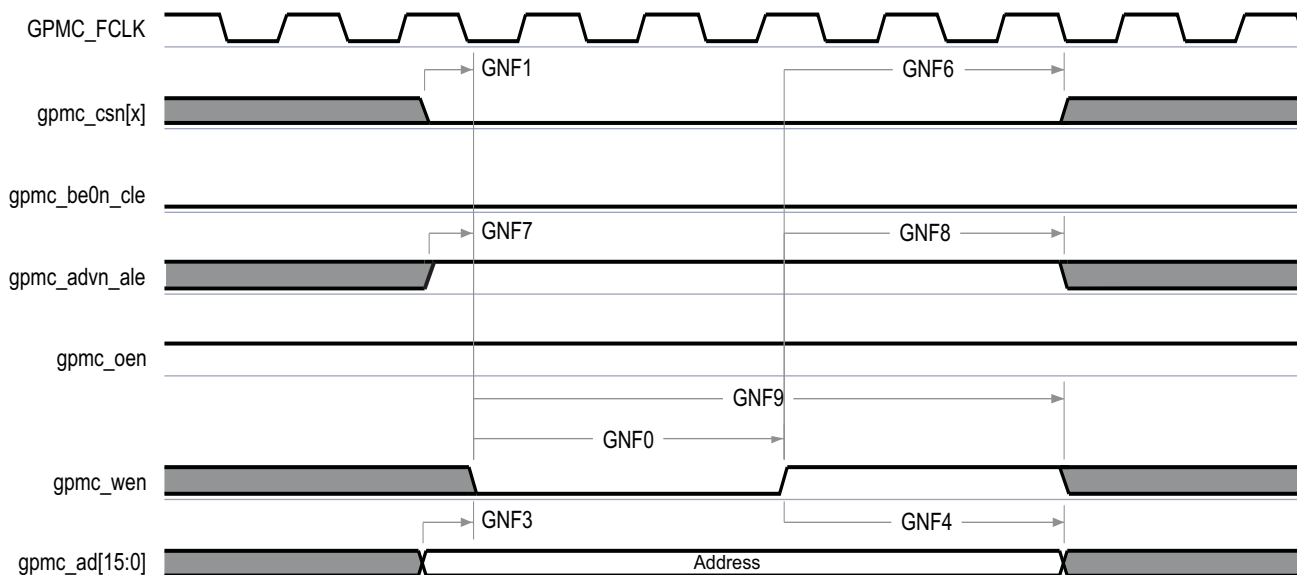 GPMC_FCLK
GNF1
GNF6
gpmc_csn[x]
gpmc_be0n_cle
GNF7
GNF8
gpmc_advn_ale
gpmc_oen
GNF9
GNF0
gpmc_wen
GNF3
GNF4
gpmc_ad[15:0]
Address